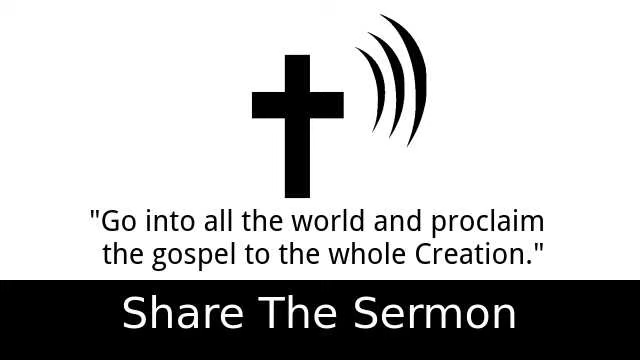 "Go into all the world and proclaim
the gospel to the whole Creation."
Share The Sermon